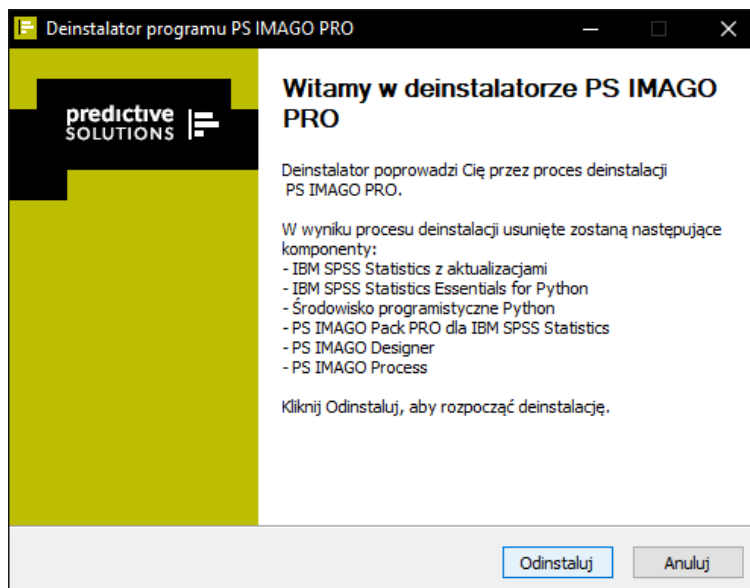 Deinstalator programu PS IMAGO PRO
predictive
SOLUTIONS
Witamy w deinstalatorze PS IMAGO
PRO
Deinstalator poprowadzi Cię przez proces deinstalacji
PS IMAGO PRO.
W wyniku procesu deinstalacji usunięte zostaną następujące
komponenty:
- IBM SPSS Statistics z aktualizacjami
- IBM SPSS Statistics Essentials for Python
- Środowisko programistyczne Python
- PS IMAGO Pack PRO dla IBM SPSS Statistics
- PS IMAGO Designer
- PS IMAGO Process
Kliknij Odinstaluj, aby rozpocząć deinstalację.
Odinstaluj
Anuluj